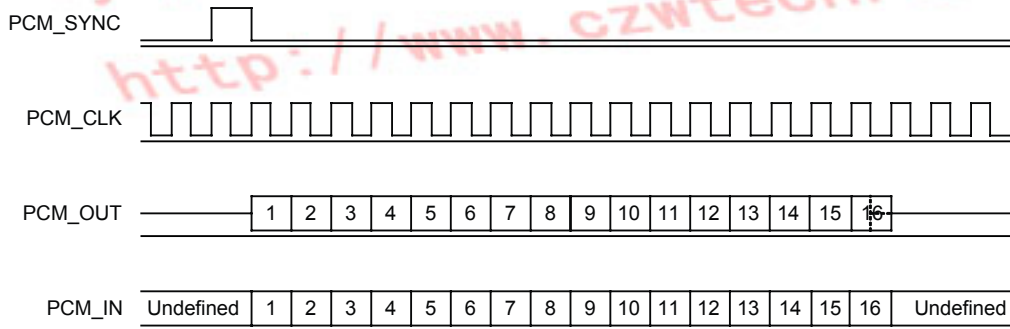 http://www.czwtech.
PCM_SYNC
PCM_CLK
PCM_OUT 1 2 3 4 5 6 7 8 9 10 11 12 13 14 15 16
PCM_IN Undefined 1 2 3 4 5 6 7 8 9 10 11 12 13 14 15 16 Undefined